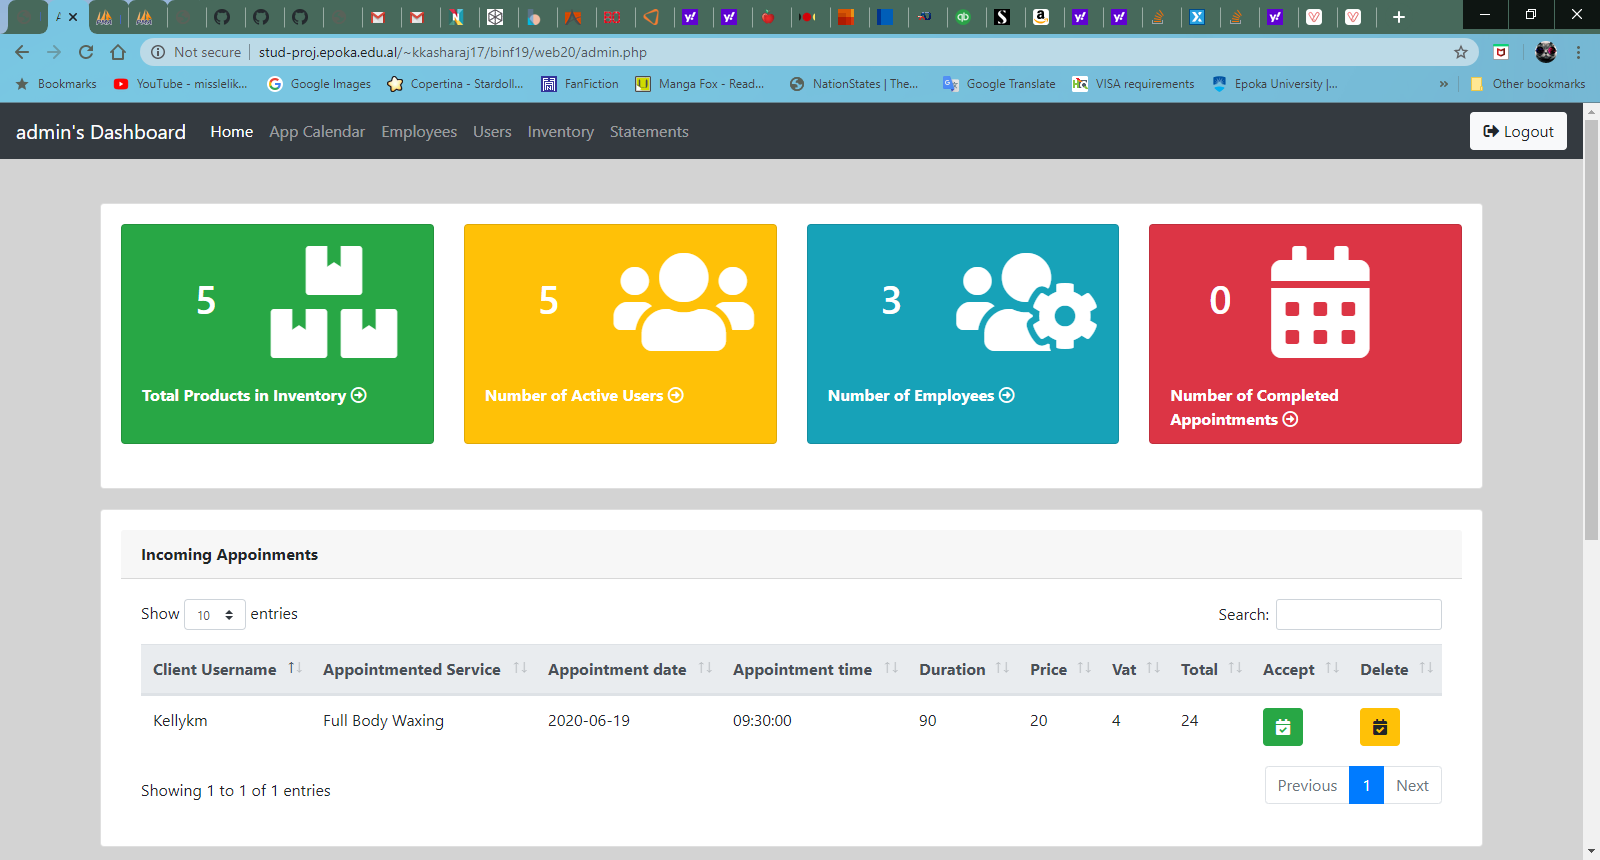 Not secure | stud-proj.epoka.edu.al/~kkasharaj17/binf19/web20/admin.php
Bookmarks YouTube - misslelik... Google Images Copertina - Stardoll... FanFiction Manga Fox - Read... NationStates | The... Google Translate VISA requirements Epoka University |... » Other bookmarks
admin's Dashboard Home App Calendar Employees Users Inventory Statements Logout
5 5 3 0
Total Products in Inventory Number of Active Users Number of Employees Number of Completed
Appointments
Incoming Appoinments
Show 10 entries Search:
Client Username Appointmented Service Appointment date Appointment time Duration Price Vat Total Accept Delete
Kellykm Full Body Waxing 2020-06-19 09:30:00 90 20 4 24
Showing 1 to 1 of 1 entries Previous 1 Next